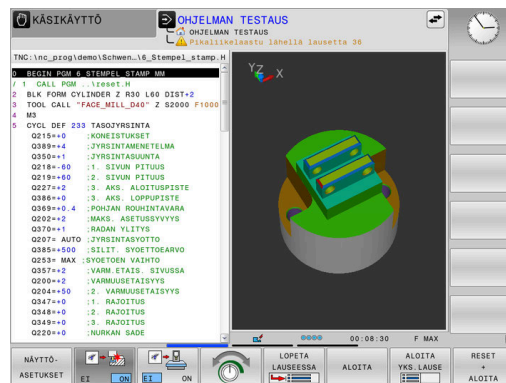 KÄSIKÄYTTÖ
OHJELMAN TESTAUS
OHJELMAN TESTAUS
Pikaliikelaastu lähellä lausetta 36
TNC:\nc_prog\demo\Schwen...\6_Stempel_stamp.H
0 BEGIN PGM 6_STEMPEL_STAMP MM
/ 1 CALL PGM ..\reset.H
2 BLK FORM CYLINDER Z R30 L60 DIST+2
3 TOOL CALL "FACE_MILL_D40" Z S2000 F1000
4 M3
5 CYCL DEF 233 TASOJYRSINTA
Q215=+0 ;KONEISTUKSET
Q389=+4 ;JYRSINTAMENETELMA
Q350=+1 ;JYRSINTASUUNTA
Q218=-60 ;1. SIVUN PITUUS
Q219=+60 ;2. SIVUN PITUUS
Q227=+2 ;3. AKS. ALOITUSPISTE
Q386=+0 ;3. AKS. LOPPUPISTE
Q369=+0.4 ;POHJAN ROUHINTAVARA
Q202=+2 ;MAKS. ASETUSSYVYYS
Q370=+1 ;RADAN YLITYS
Q207= AUTO ;JYRSINTASYOTTO
Q385=+500 ;SILIT. SYOETTOEARVO
Q253= MAX ;SYOETOEN VAIHTO
Q357=+2 ;VARM.ETAIS. SIVUSSA
Q200=+2 ;VARMUUSETAISYYS
Q204=+50 ;2. VARMUUSETAISYYS
Q347=+0 ;1. RAJOITUS
Q348=+0 ;2. RAJOITUS
Q349=+0 ;3. RAJOITUS
Q220=+0 ;NURKAN SADE
Y Z X
00:08:30 F MAX
NÄYTTÖ-
ASETUKSET
EI ON
EI ON
LOPETA
LAUSEESSA
ALOITA
ALOITA
YKS.LAUSE
RESET
+
ALOITA